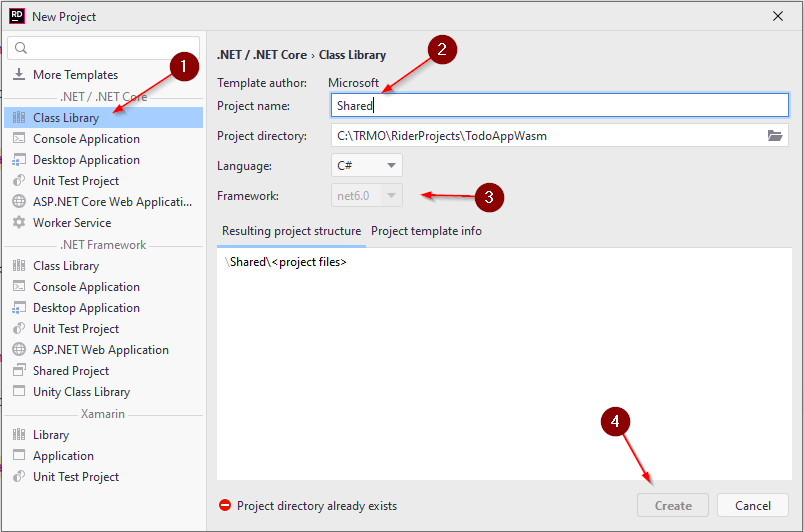 RD New Project
1
More Templates
.NET / .NET Core
Class Library
Console Application
Desktop Application
Unit Test Project
ASP.NET Core Web Applicati...
Worker Service
.NET Framework
Class Library
Console Application
Desktop Application
Unit Test Project
ASP.NET Web Application
Shared Project
Unity Class Library
Xamarin
Library
Application
Unit Test Project
.NET / .NET Core › Class Library
2
Template author: Microsoft
Project name: Shared
Project directory: C:\TRMO\RiderProjects\TodoAppWasm
Language: C#
Framework: net6.0
3
Resulting project structure Project template info
\Shared\<project files>
4
Project directory already exists
Create Cancel